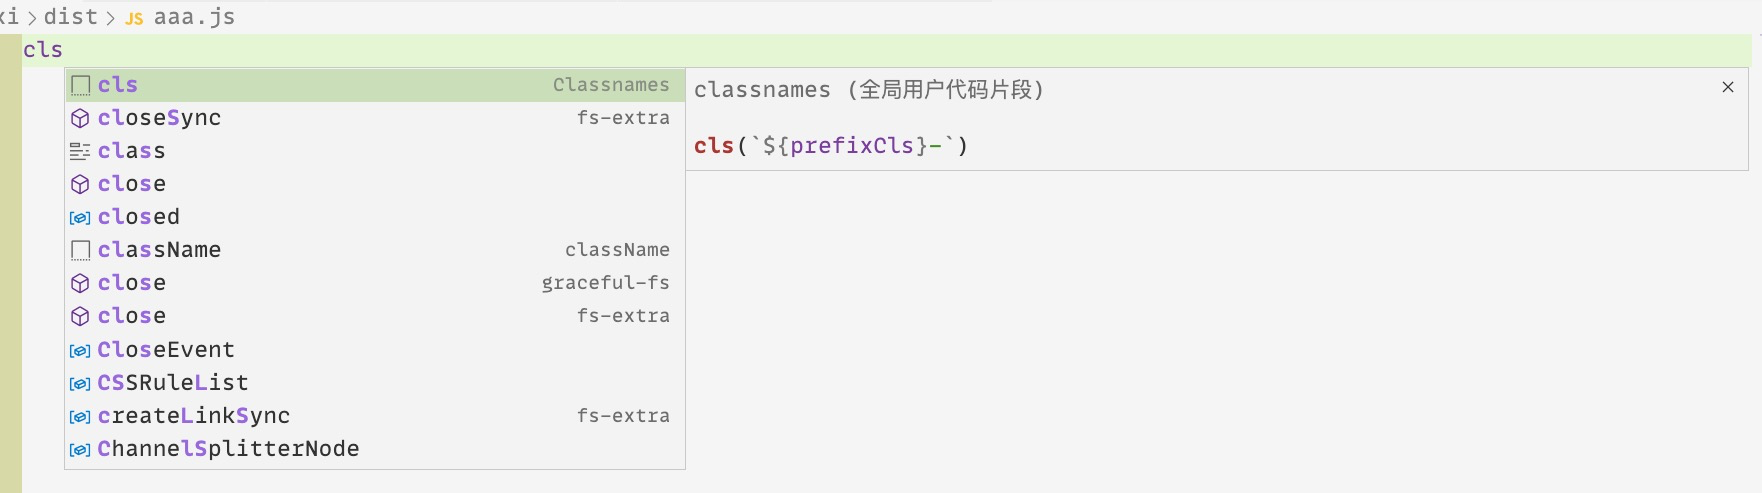 xi > dist > JS aaa.js
cls
cls Classnames
closeSync fs-extra
class
close
closed
className className
close graceful-fs
close fs-extra
CloseEvent
CSSRuleList
createLinkSync fs-extra
ChannelSplitterNode
classnames (全局用户代码片段)
cls(`${prefixCls}-`)